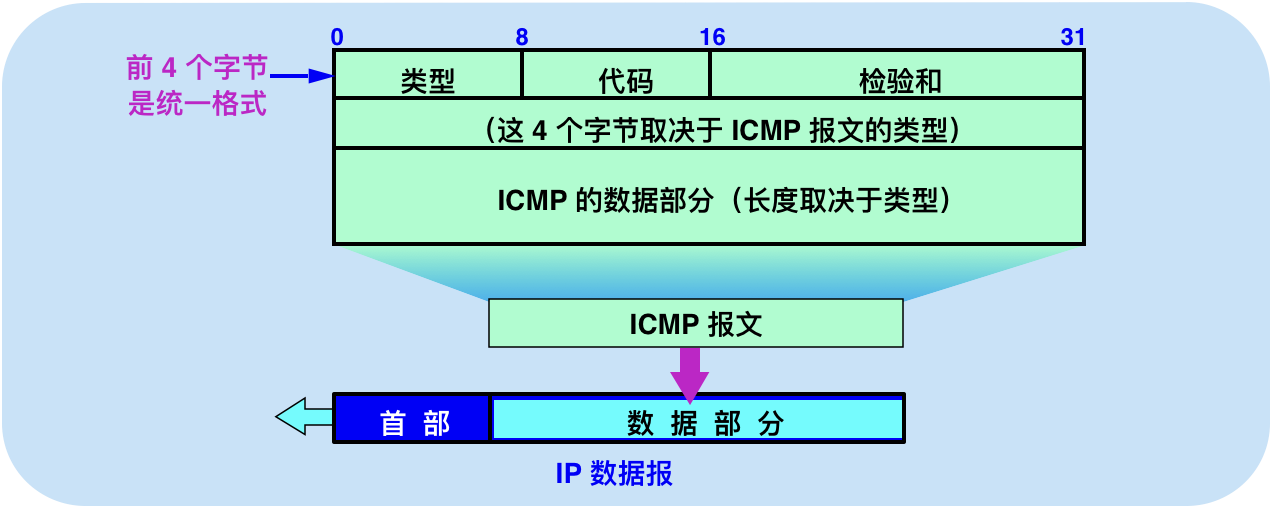 0 8 16 31
前 4 个字节
是统一格式
类型 代码 检验和
（这 4 个字节取决于 ICMP 报文的类型）
ICMP 的数据部分（长度取决于类型）
ICMP 报文
首 部 数 据 部 分
IP 数据报